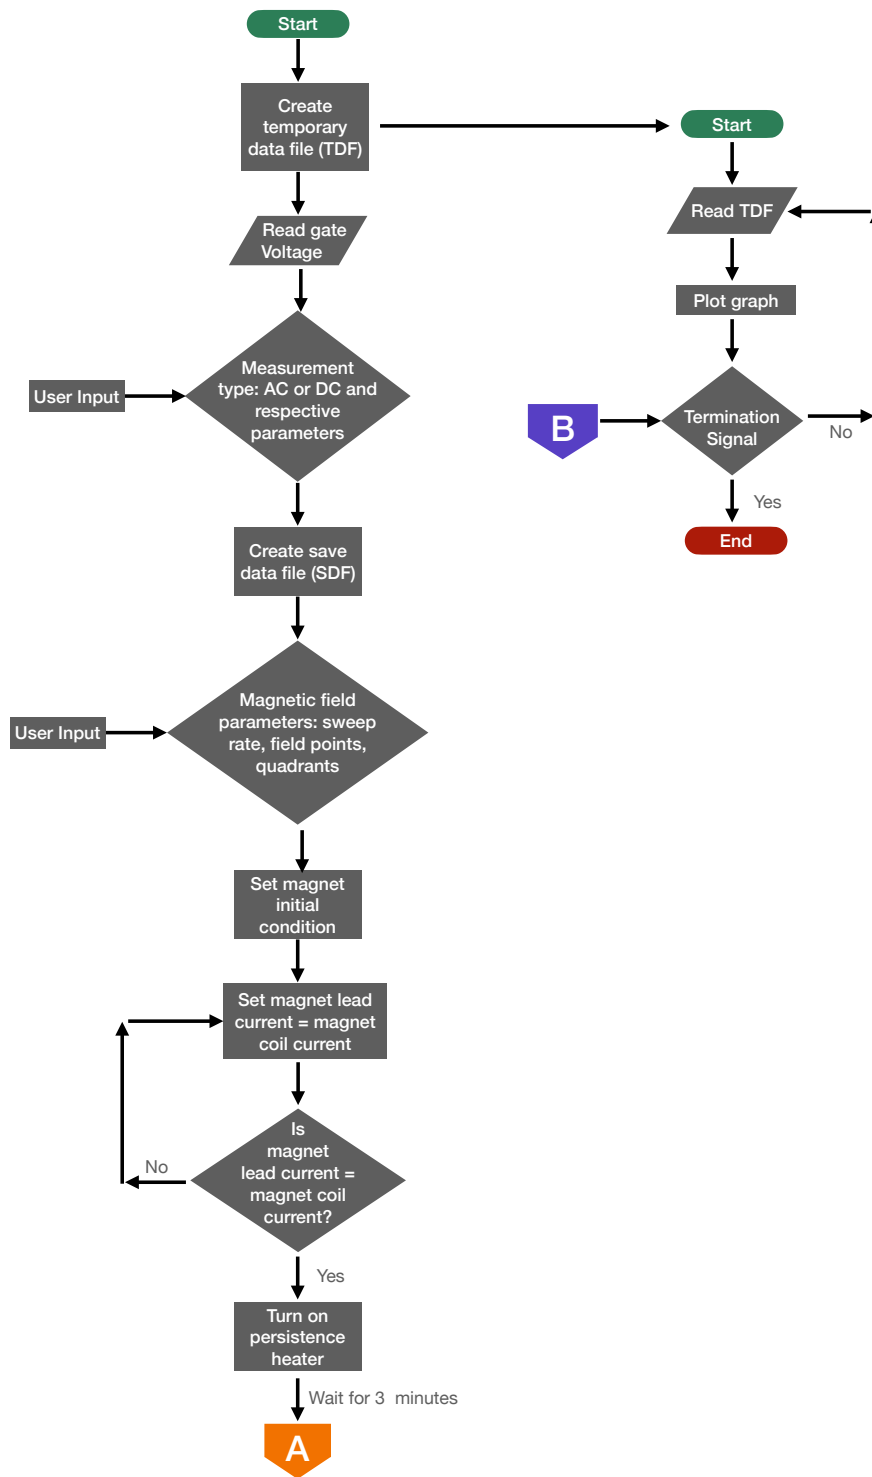 Start
Create
temporary
data file (TDF)
Read gate
Voltage
User Input
Measurement
type: AC or DC and
respective
parameters
Create save
data file (SDF)
User Input
Magnetic field
parameters: sweep
rate, field points,
quadrants
Set magnet
initial
condition
Set magnet lead
current = magnet
coil current
Is
magnet
lead current =
magnet coil
current?
No
Yes
Turn on
persistence
heater
Wait for 3 minutes
A
Start
Read TDF
Plot graph
B
Termination
Signal
No
Yes
End